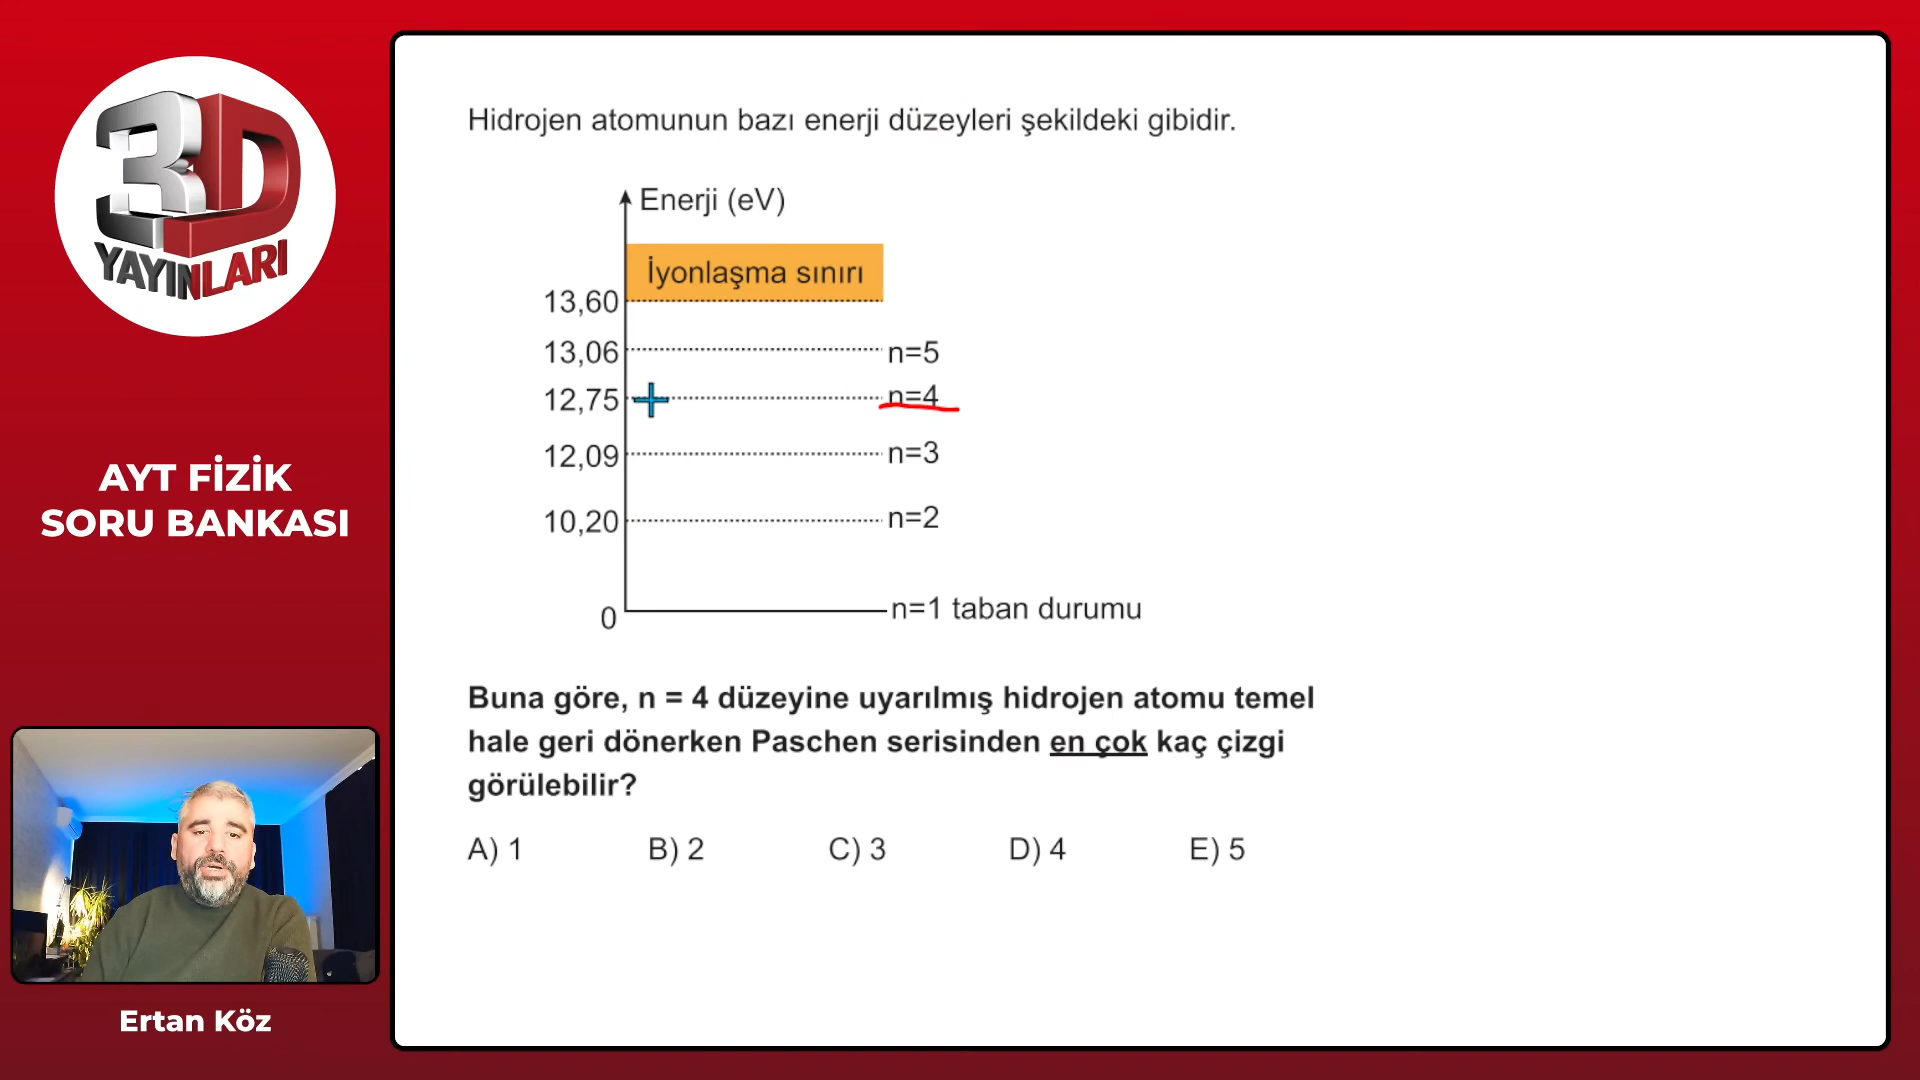 3D
YAYINLARI
AYT FİZİK
SORU BANKASI
Ertan Köz
Hidrojen atomunun bazı enerji düzeyleri şekildeki gibidir.
Enerji (eV)
İyonlaşma sınırı
13,60
13,06 n=5
12,75 n=4
12,09 n=3
10,20 n=2
0 n=1 taban durumu
Buna göre, n = 4 düzeyine uyarılmış hidrojen atomu temel
hale geri dönerken Paschen serisinden en çok kaç çizgi
görülebilir?
A) 1 B) 2 C) 3 D) 4 E) 5